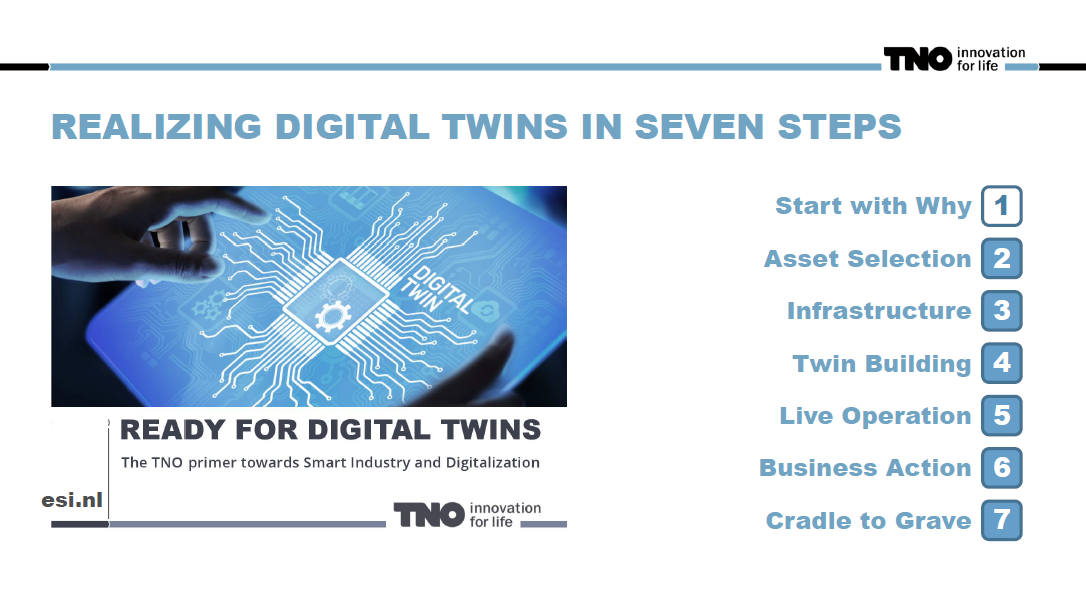 TNO innovation
for life
REALIZING DIGITAL TWINS IN SEVEN STEPS
DIGITAL
TWIN
READY FOR DIGITAL TWINS
The TNO primer towards Smart Industry and Digitalization
esi.nl
TNO innovation
for life
Start with Why 1
Asset Selection 2
Infrastructure 3
Twin Building 4
Live Operation 5
Business Action 6
Cradle to Grave 7